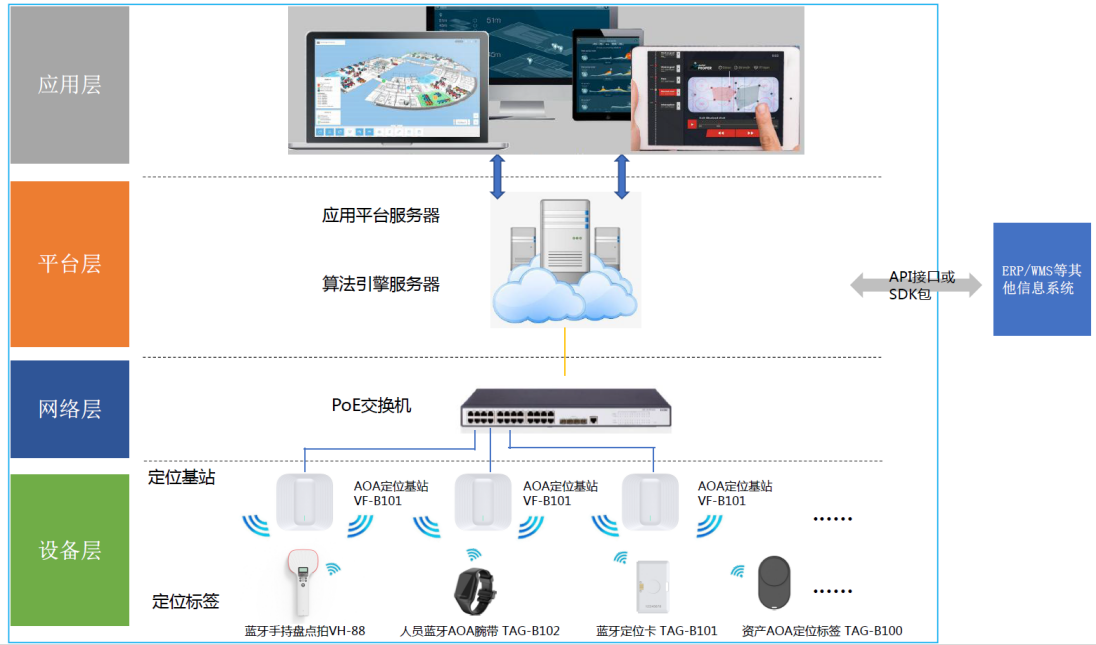 应用层
平台层
应用平台服务器
算法引擎服务器
API接口或
SDK包
ERP/WMS等其
他信息系统
网络层
PoE交换机
设备层
定位基站
AOA定位基站
VF-B101
AOA定位基站
VF-B101
AOA定位基站
VF-B101
......
定位标签
......
蓝牙手持盘点拍VH-88
人员蓝牙AOA腕带 TAG-B102
蓝牙定位卡 TAG-B101
资产AOA定位标签 TAG-B100